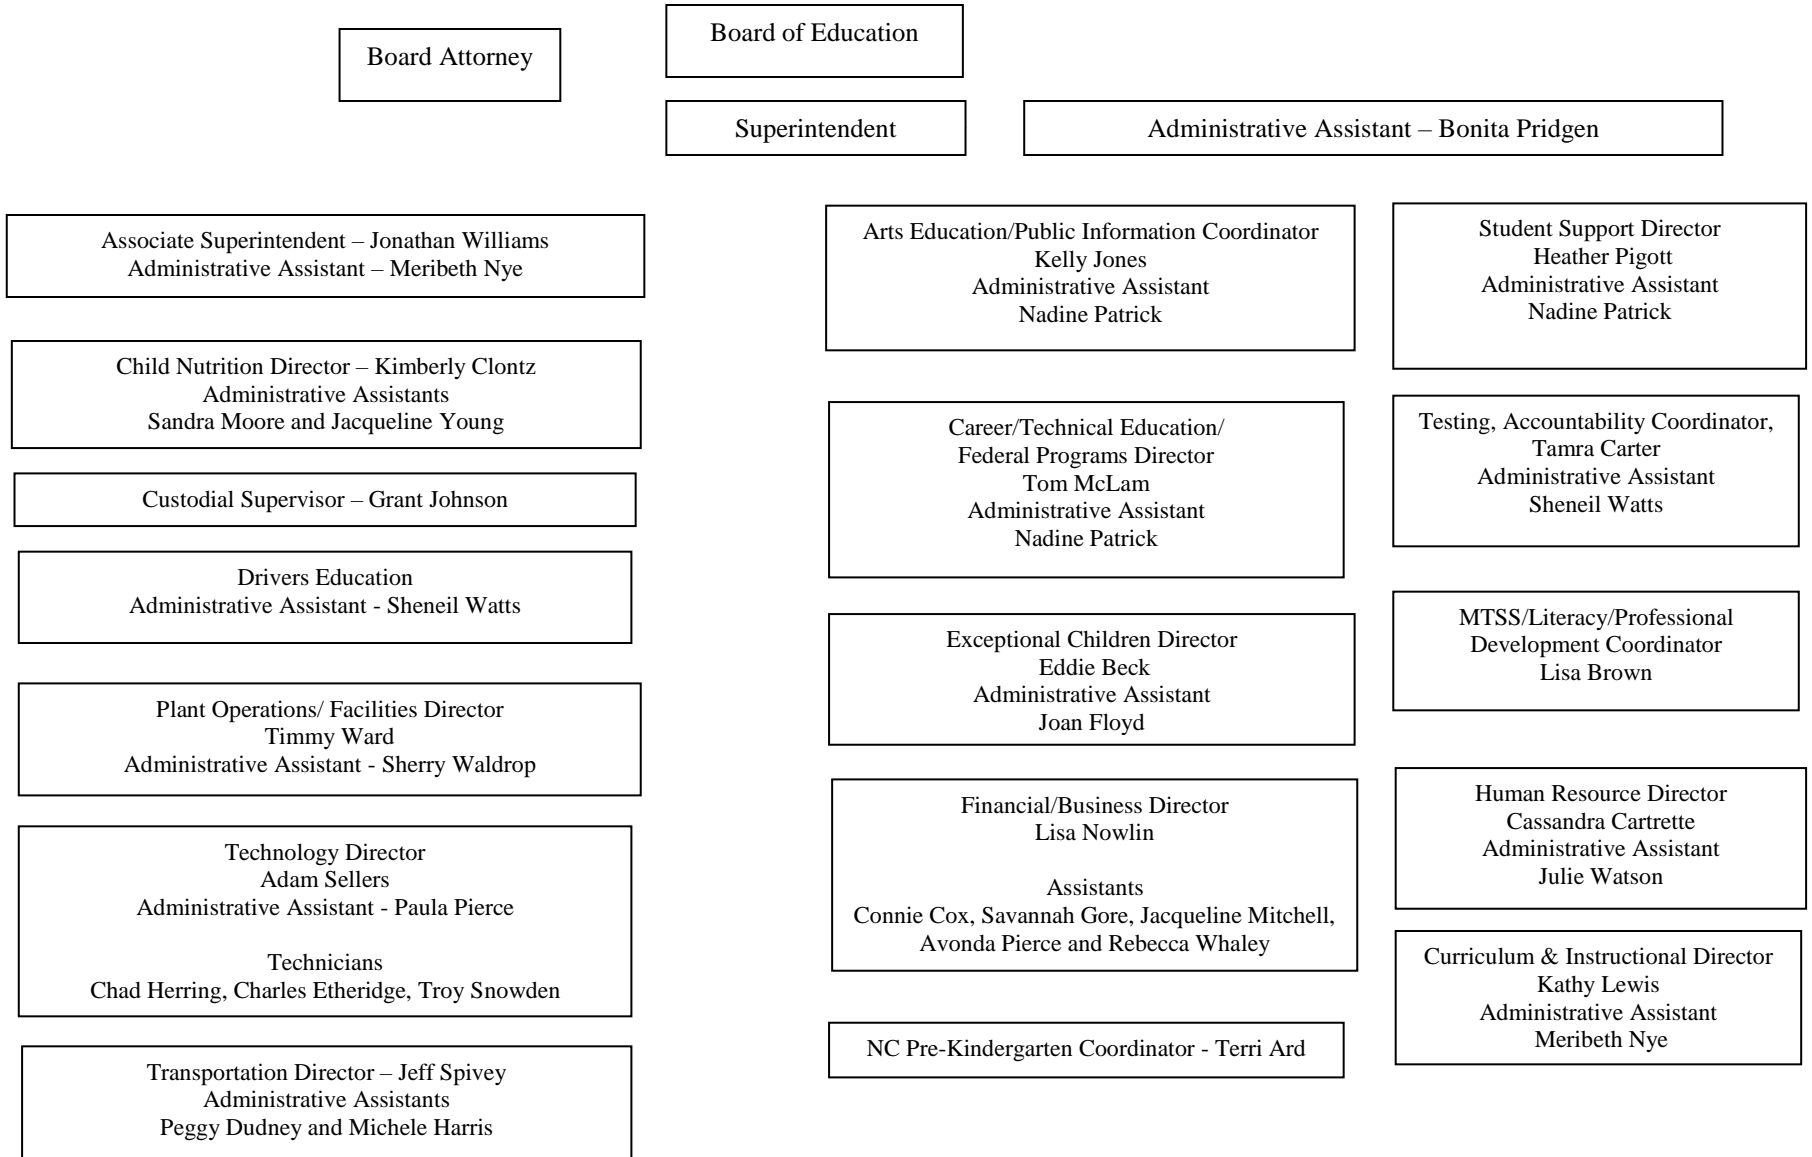 Board Attorney
Board of Education
Superintendent
Administrative Assistant – Bonita Pridgen
Associate Superintendent – Jonathan Williams
Administrative Assistant – Meribeth Nye
Child Nutrition Director – Kimberly Clontz
Administrative Assistants
Sandra Moore and Jacqueline Young
Custodial Supervisor – Grant Johnson
Drivers Education
Administrative Assistant - Sheneil Watts
Plant Operations/ Facilities Director
Timmy Ward
Administrative Assistant - Sherry Waldrop
Technology Director
Adam Sellers
Administrative Assistant - Paula Pierce
Technicians
Chad Herring, Charles Etheridge, Troy Snowden
Transportation Director – Jeff Spivey
Administrative Assistants
Peggy Dudney and Michele Harris
Arts Education/Public Information Coordinator
Kelly Jones
Administrative Assistant
Nadine Patrick
Career/Technical Education/
Federal Programs Director
Tom McLam
Administrative Assistant
Nadine Patrick
Exceptional Children Director
Eddie Beck
Administrative Assistant
Joan Floyd
Financial/Business Director
Lisa Nowlin
Assistants
Connie Cox, Savannah Gore, Jacqueline Mitchell,
Avonda Pierce and Rebecca Whaley
NC Pre-Kindergarten Coordinator - Terri Ard
Student Support Director
Heather Pigott
Administrative Assistant
Nadine Patrick
Testing, Accountability Coordinator,
Tamra Carter
Administrative Assistant
Sheneil Watts
MTSS/Literacy/Professional
Development Coordinator
Lisa Brown
Human Resource Director
Cassandra Cartrette
Administrative Assistant
Julie Watson
Curriculum & Instructional Director
Kathy Lewis
Administrative Assistant
Meribeth Nye